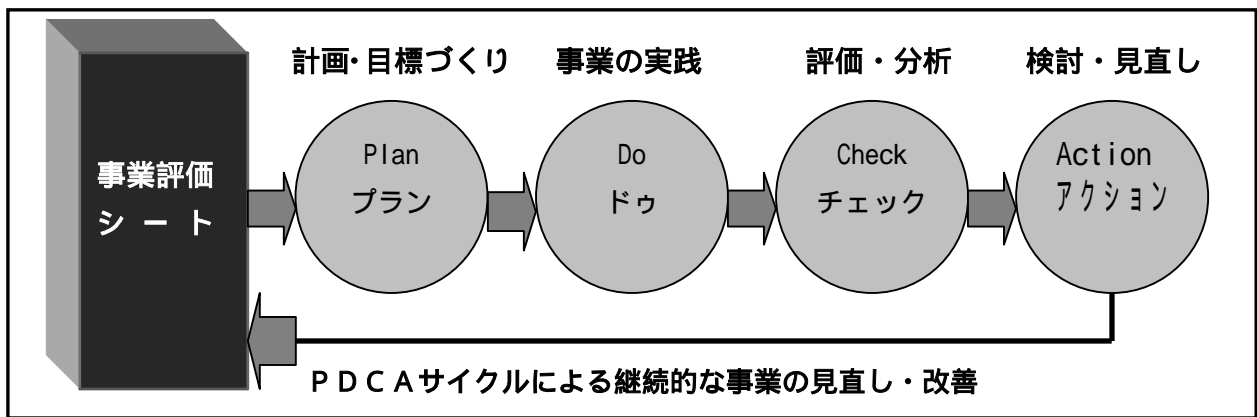 計画・目標づくり
事業の実践
評価・分析
検討・見直し
事業評価
シート
Plan
プラン
Do
ドゥ
Check
チェック
Action
アクション
ＰＤＣＡサイクルによる継続的な事業の見直し・改善